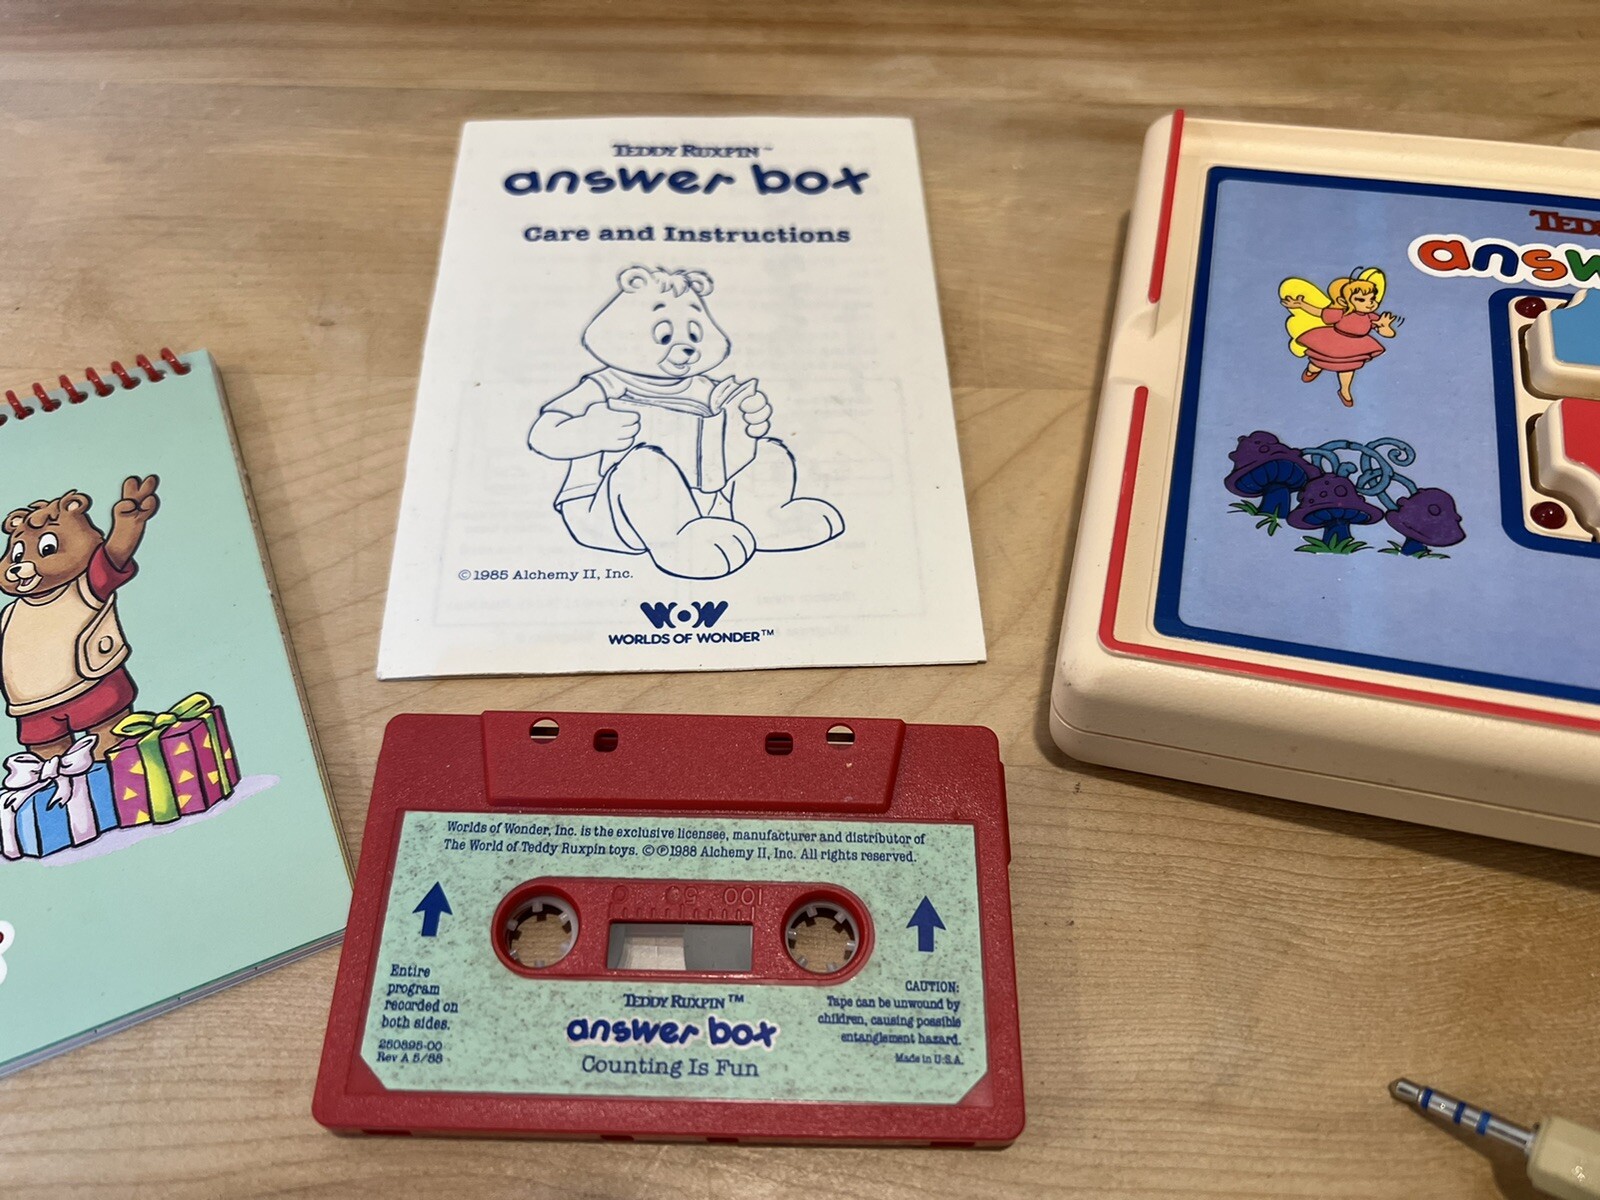 TEDDY RUXPIN™
answer box
Care and Instructions
©1985 Alchemy II, Inc.
WOW
WORLDS OF WONDER™
answ
Worlds of Wonder, Inc. is the exclusive licensee, manufacturer and distributor of
The World of Teddy Ruxpin toys. ©℗1988 Alchemy II, Inc. All rights reserved.
0 50 100
Entire
program
recorded on
both sides.
250895-00
Rev A 5/88
TEDDY RUXPIN™
answer box
Counting Is Fun
CAUTION:
Tape can be unwound by
children, causing possible
entanglement hazard.
Made in U.S.A.